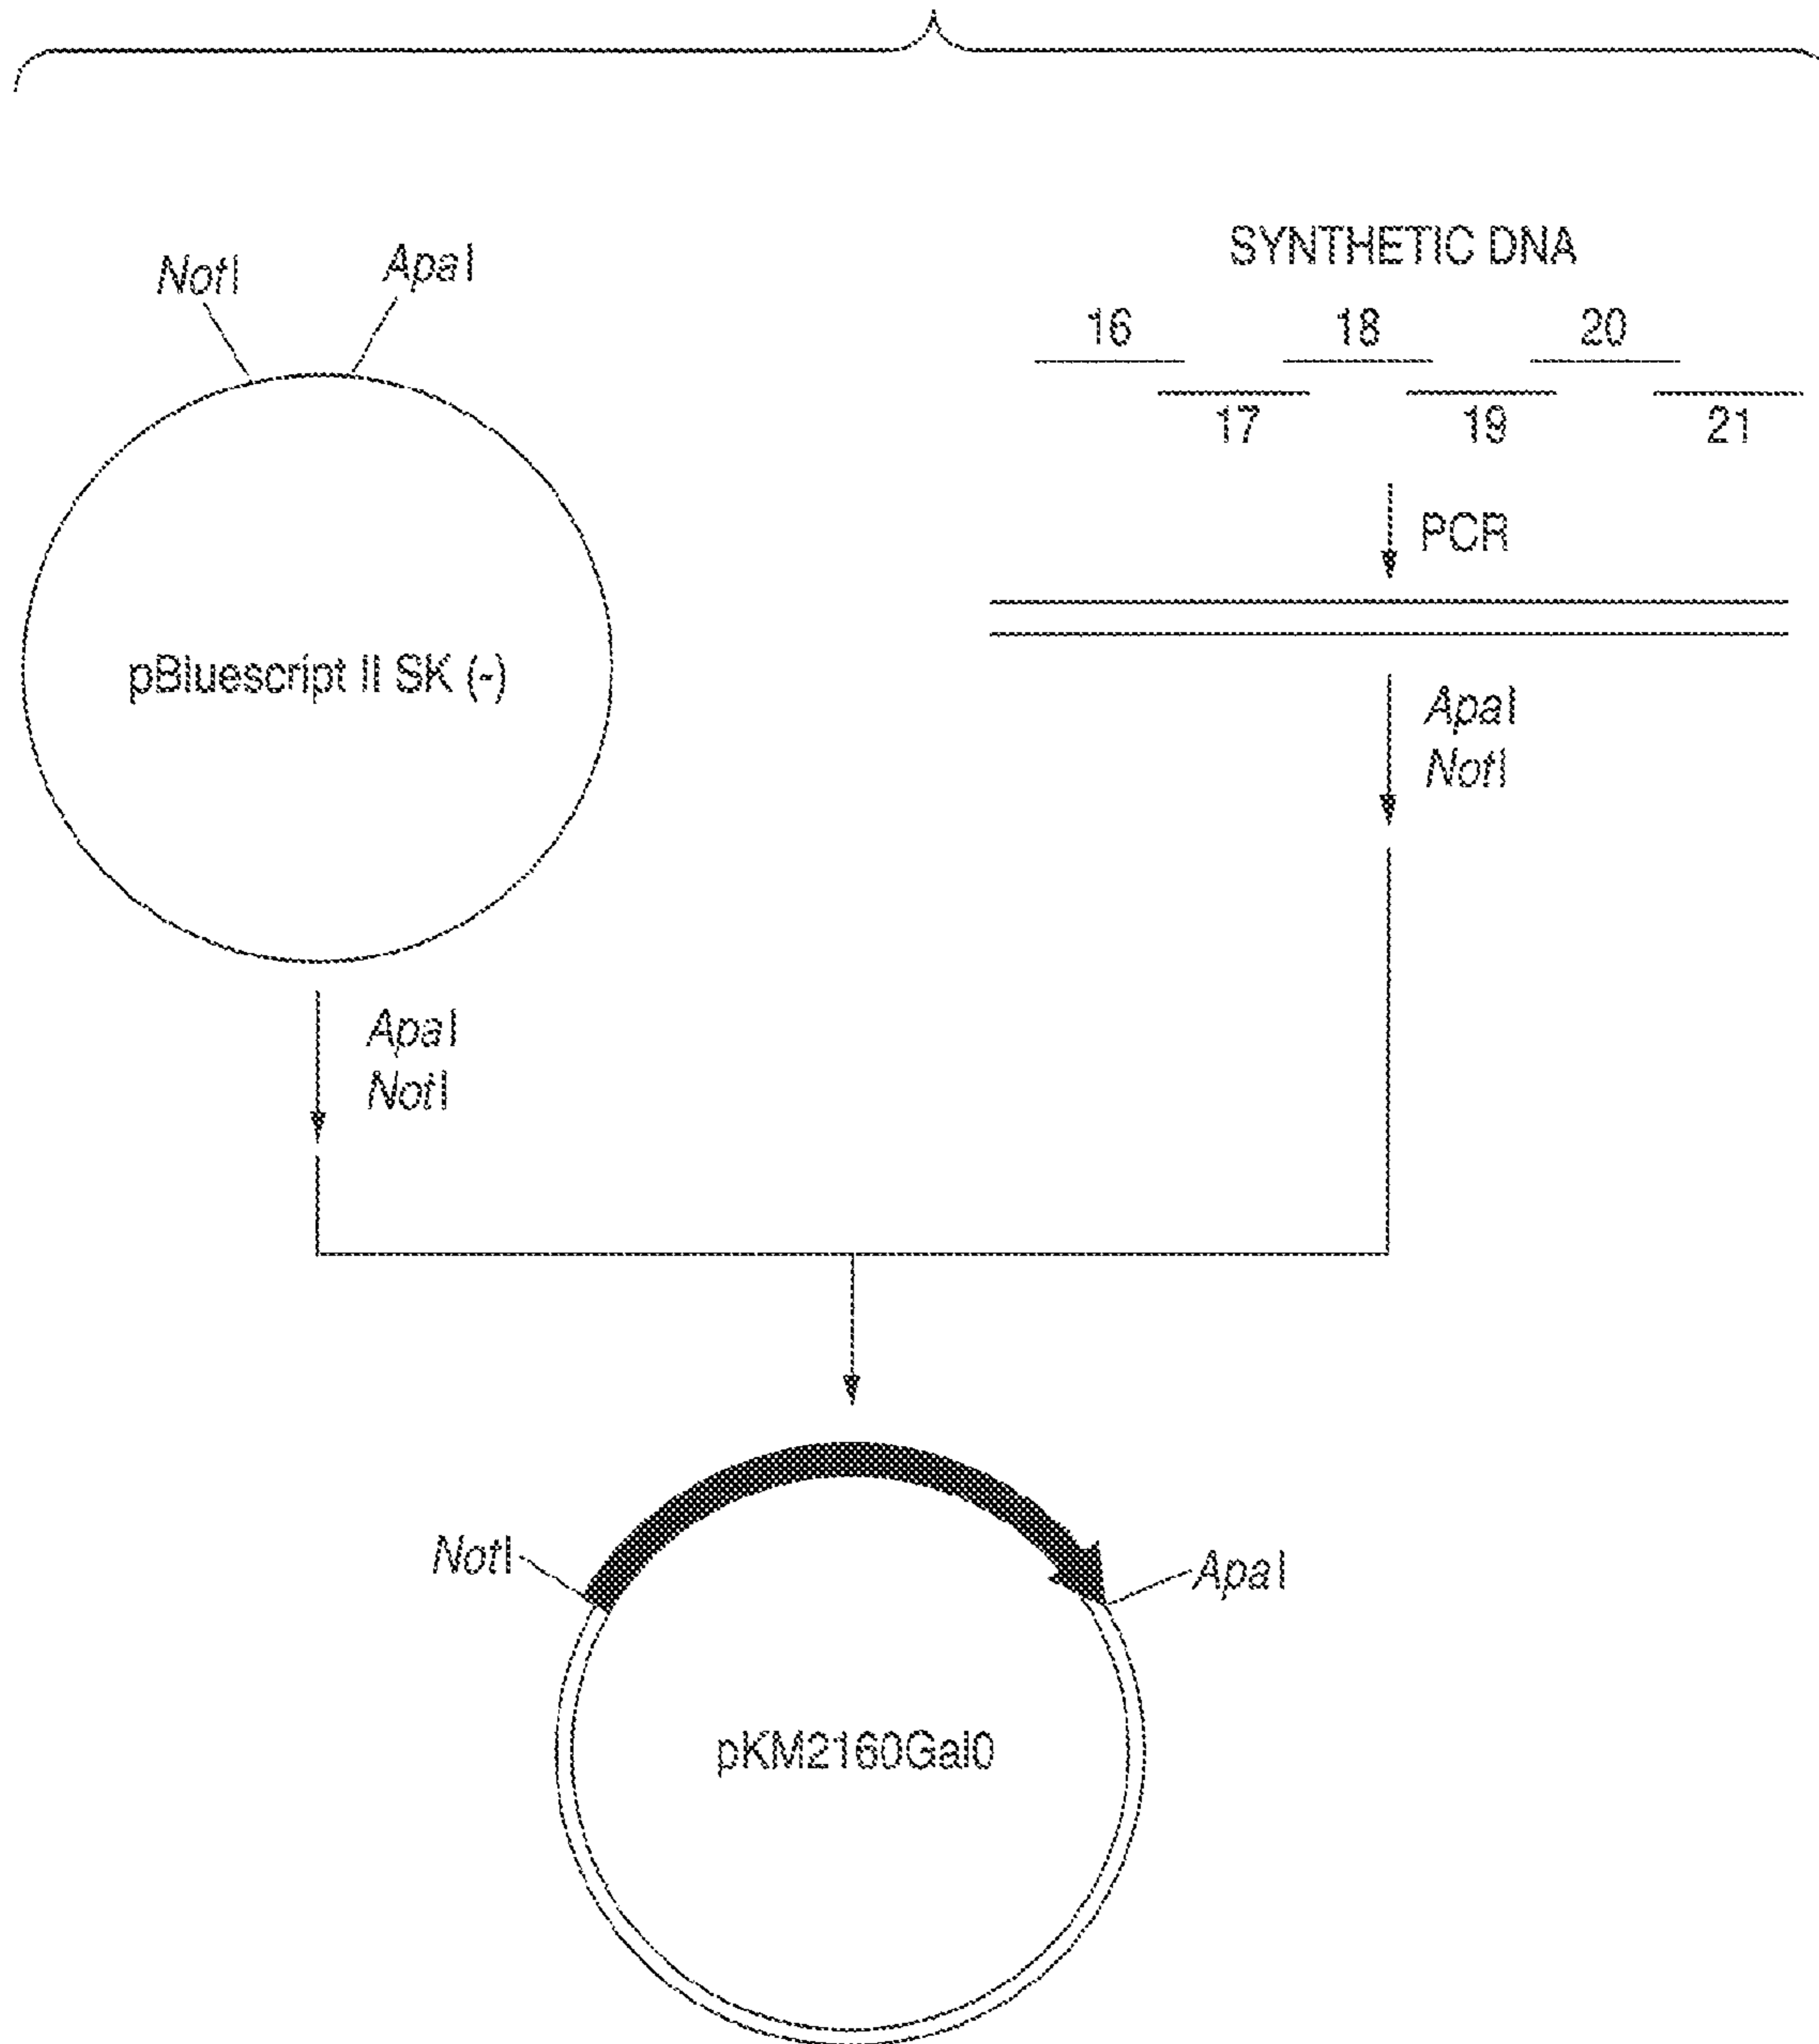 NotI
ApaI
SYNTHETIC DNA
16
18
20
17
19
21
PCR
pBluescript II SK (-)
ApaI
NotI
ApaI
NotI
NotI
ApaI
pKM2160Gal0